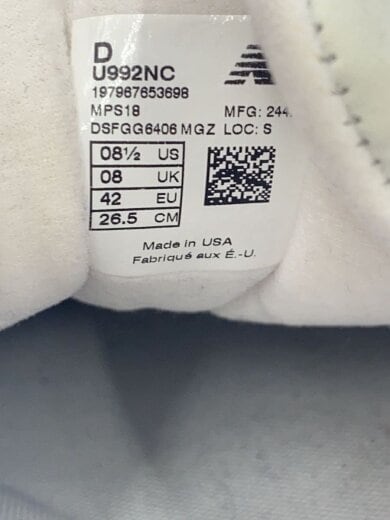 D
U992NC
197967653698
MPS18 MFG: 244.
DSFGG6406 MGZ LOC: S
08½ US
08 UK
42 EU
26.5 CM
Made in USA
Fabriqué aux É.-U.